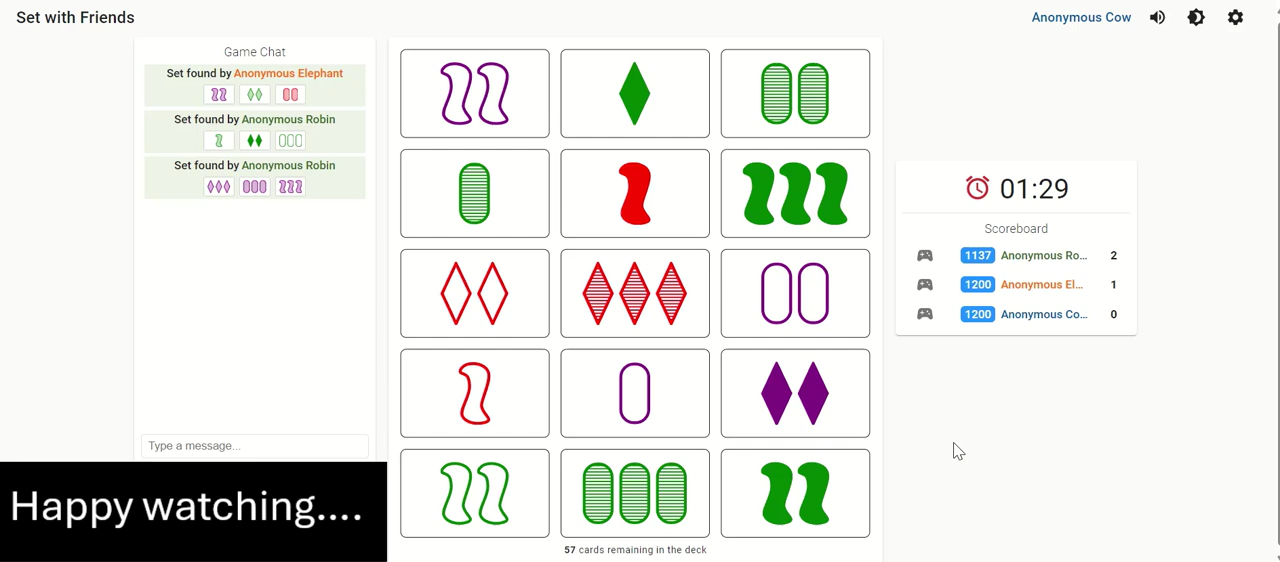 Set with Friends
Anonymous Cow
Game Chat
Set found by Anonymous Elephant
Set found by Anonymous Robin
Set found by Anonymous Robin
Type a message...
Happy watching....
57 cards remaining in the deck
01:29
Scoreboard
1137 Anonymous Ro... 2
1200 Anonymous El... 1
1200 Anonymous Co... 0